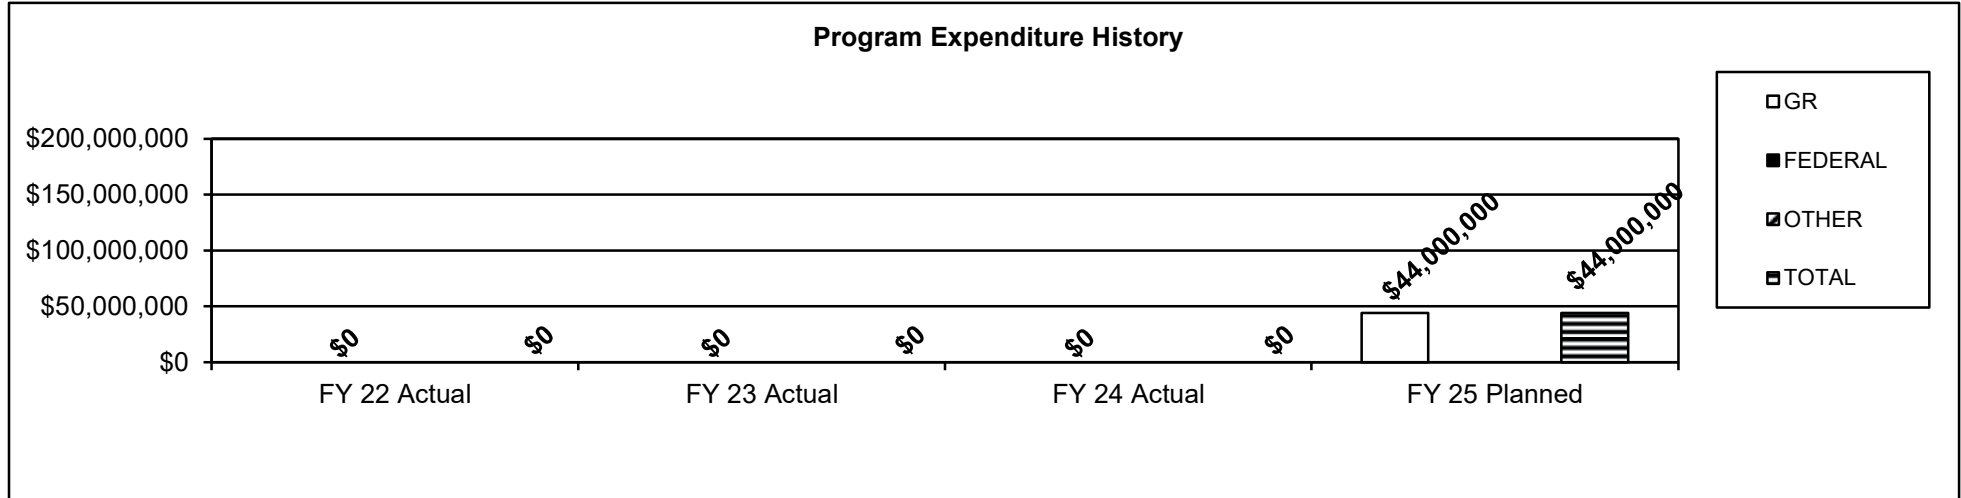 Program Expenditure History
GR
FEDERAL
OTHER
TOTAL
$200,000,000
$150,000,000
$100,000,000
$50,000,000
$0
$0
$0
$0
$0
$0
$0
$44,000,000
$44,000,000
FY 22 Actual
FY 23 Actual
FY 24 Actual
FY 25 Planned